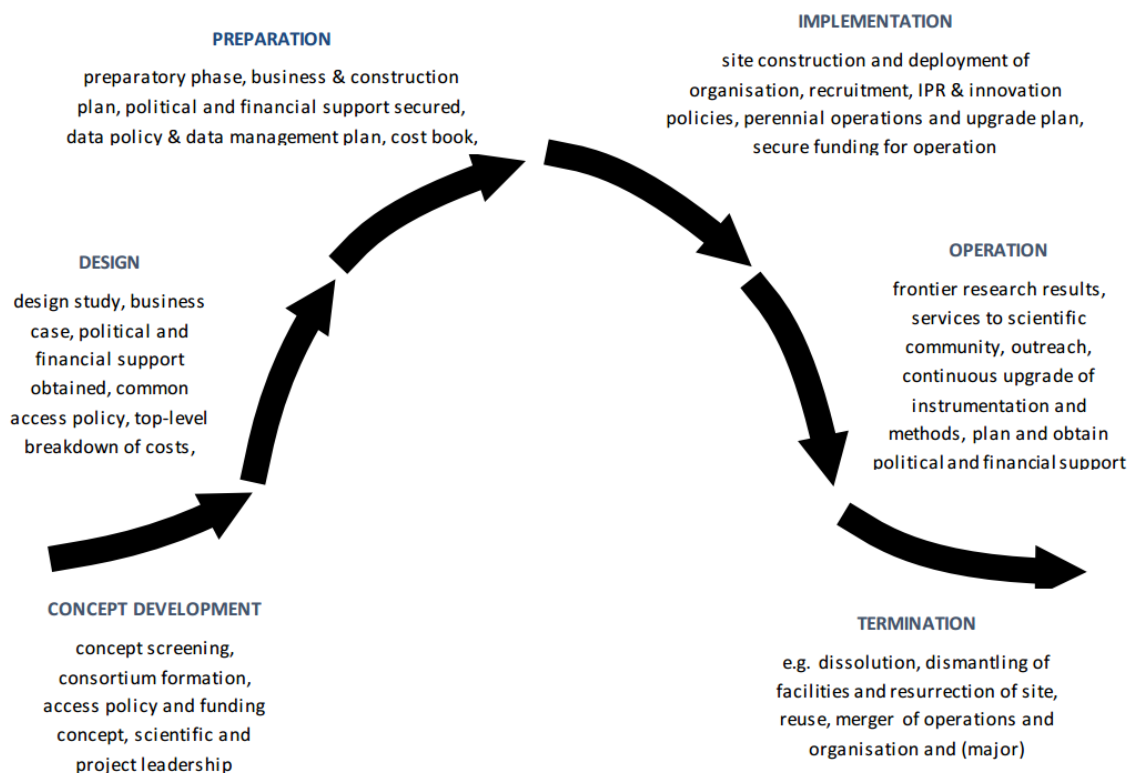 PREPARATION
preparatory phase, business & construction
plan, political and financial support secured,
data policy & data management plan, cost book,
IMPLEMENTATION
site construction and deployment of
organisation, recruitment, IPR & innovation
policies, perennial operations and upgrade plan,
secure funding for operation
DESIGN
design study, business
case, political and
financial support
obtained, common
access policy, top-level
breakdown of costs,
OPERATION
frontier research results,
services to scientific
community, outreach,
continuous upgrade of
instrumentation and
methods, plan and obtain
political and financial support
CONCEPT DEVELOPMENT
concept screening,
consortium formation,
access policy and funding
concept, scientific and
project leadership
TERMINATION
e.g. dissolution, dismantling of
facilities and resurrection of site,
reuse, merger of operations and
organisation and (major)